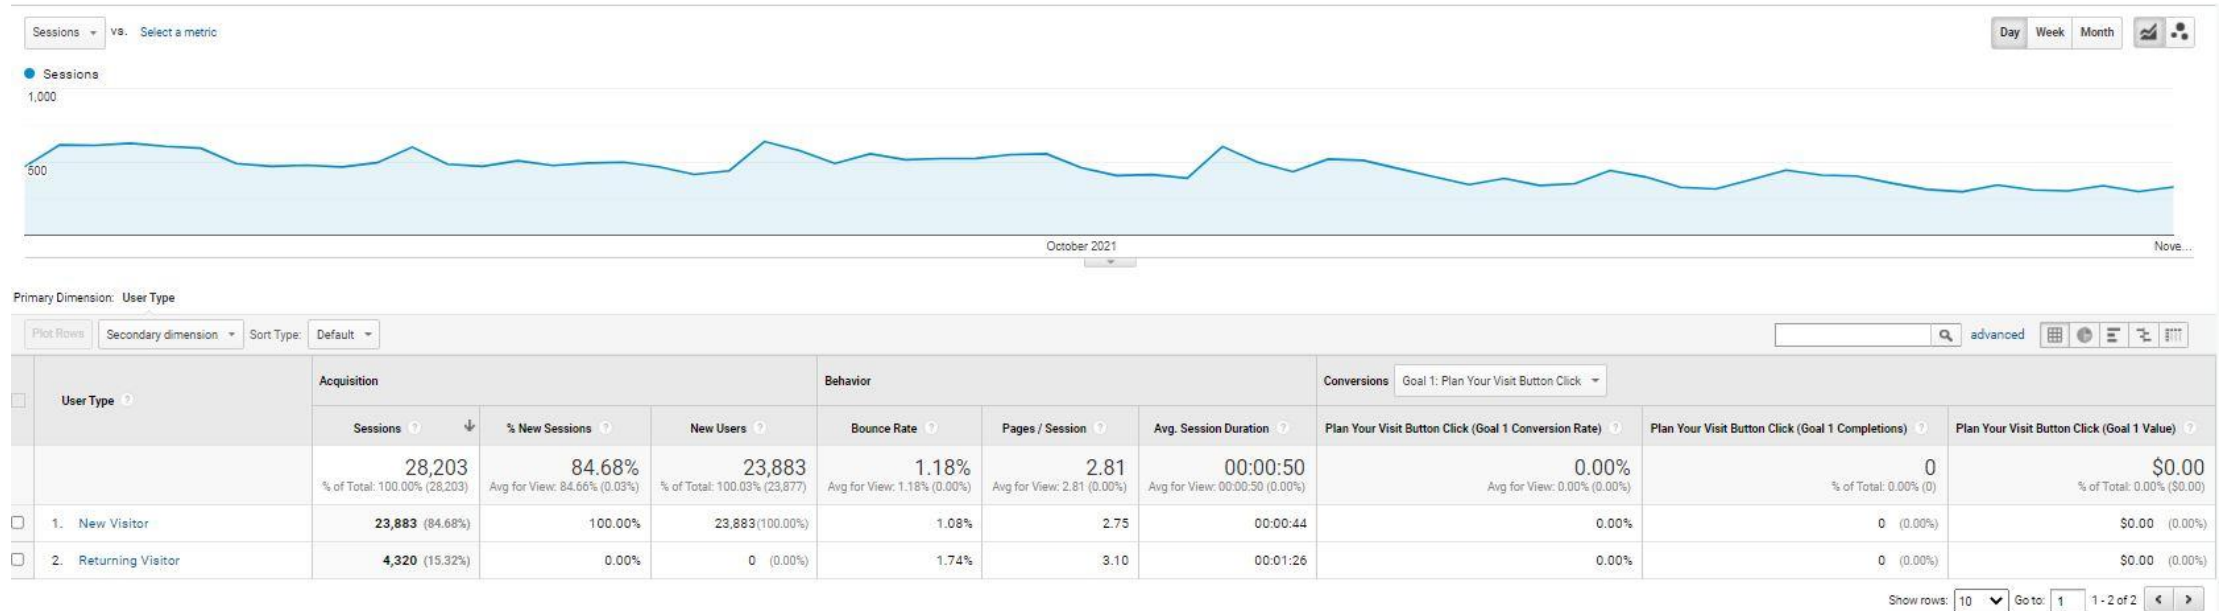 Sessions vs. Select a metric Day Week Month
Sessions
1,000
500
October 2021 Nove...
Primary Dimension: User Type
Plot Rows Secondary dimension Sort Type: Default advanced
User Type Acquisition Behavior Conversions Goal 1: Plan Your Visit Button Click
Sessions % New Sessions New Users Bounce Rate Pages / Session Avg. Session Duration Plan Your Visit Button Click (Goal 1 Conversion Rate) Plan Your Visit Button Click (Goal 1 Completions) Plan Your Visit Button Click (Goal 1 Value)
28,203 84.68% 23,883 1.18% 2.81 00:00:50 0.00% 0 $0.00
% of Total: 100.00% (28,203) Avg for View: 84.66% (0.03%) % of Total: 100.03% (23,877) Avg for View: 1.18% (0.00%) Avg for View: 2.81 (0.00%) Avg for View: 00:00:50 (0.00%) Avg for View: 0.00% (0.00%) % of Total: 0.00% (0) % of Total: 0.00% ($0.00)
1. New Visitor 23,883 (84.68%) 100.00% 23,883(100.00%) 1.08% 2.75 00:00:44 0.00% 0 (0.00%) $0.00 (0.00%)
2. Returning Visitor 4,320 (15.32%) 0.00% 0 (0.00%) 1.74% 3.10 00:01:26 0.00% 0 (0.00%) $0.00 (0.00%)
Show rows: 10 Go to: 1 1 - 2 of 2